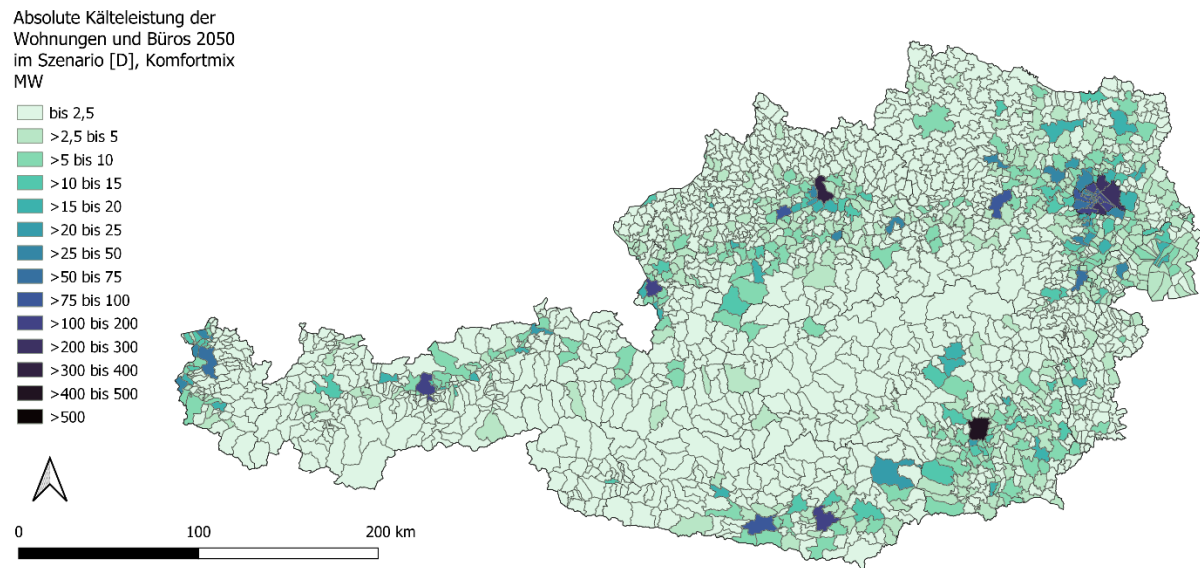 Absolute Kälteleistung der
Wohnungen und Büros 2050
im Szenario [D], Komfortmix
MW
bis 2,5
>2,5 bis 5
>5 bis 10
>10 bis 15
>15 bis 20
>20 bis 25
>25 bis 50
>50 bis 75
>75 bis 100
>100 bis 200
>200 bis 300
>300 bis 400
>400 bis 500
>500
0 100 200 km